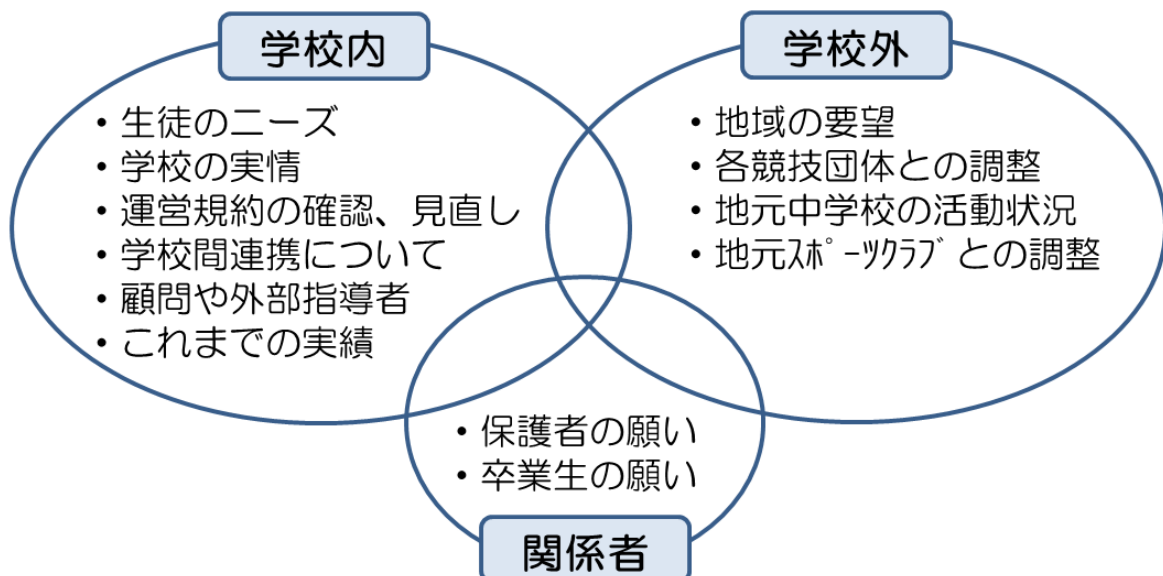 学校内
・生徒のニーズ
・学校の実情
・運営規約の確認、見直し
・学校間連携について
・顧問や外部指導者
・これまでの実績
学校外
・地域の要望
・各競技団体との調整
・地元中学校の活動状況
・地元ｽﾎﾟｰﾂｸﾗﾌﾞとの調整
・保護者の願い
・卒業生の願い
関係者